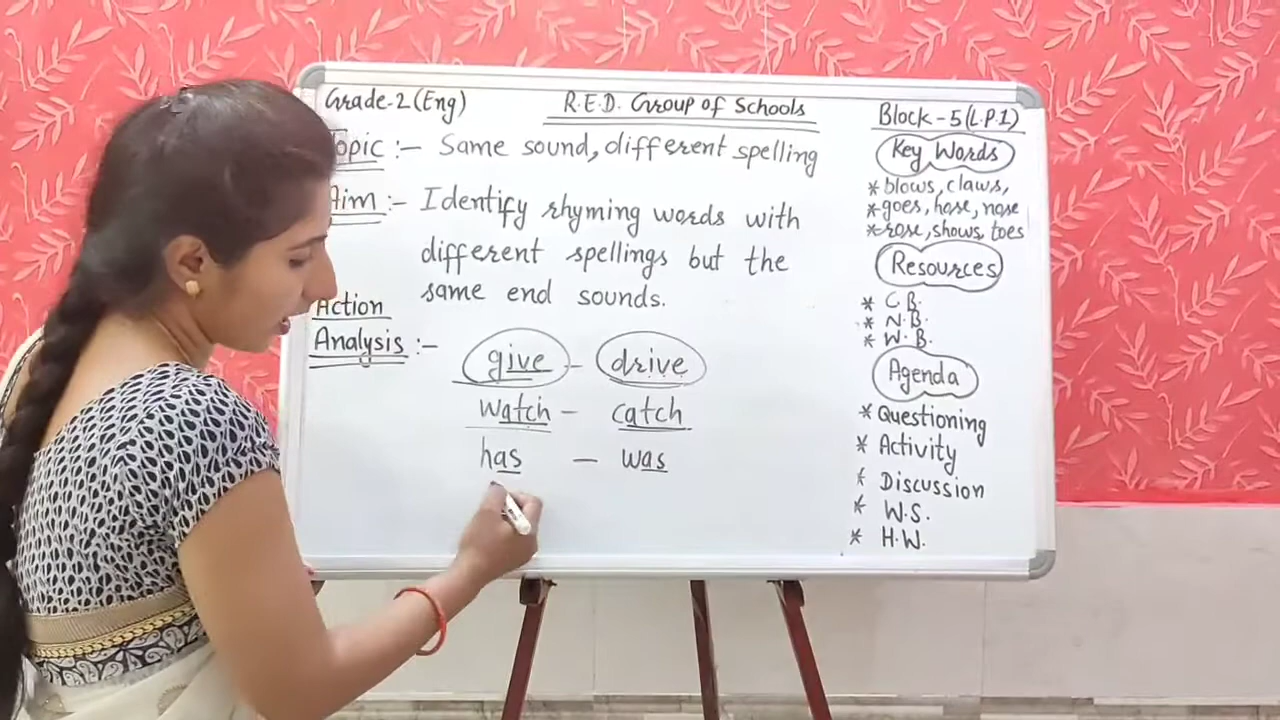 Grade-2(Eng)
R.E.D. Group of Schools
Block-5(L.P.1)
Topic :- Same sound, different spelling
Aim :- Identify rhyming words with
different spellings but the
same end sounds.
Action
Analysis :-
give - drive
watch - catch
has - was
Key Words
* blows, claws,
* goes, hose, nose
* rose, shows, toes
Resources
* C.B.
* N.B.
* W.B.
Agenda
* Questioning
* Activity
* Discussion
* W.S.
* H.W.